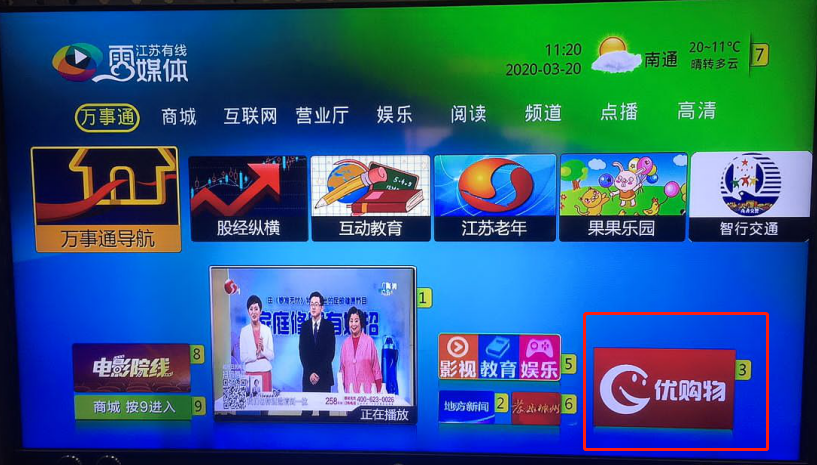 江苏有线
云媒体
11:20
2020-03-20
南通
20~11℃
晴转多云
7
万事通 商城 互联网 营业厅 娱乐 阅读 频道 点播 高清
万事通导航
股经纵横
互动教育
江苏老年
果果乐园
智行交通
家庭修 有 招
1
258
400-623-0026
正在播放
电影院线
8
商城 按9进入
9
影视 教育 娱乐
5
地方新闻
2
6
优购物
3